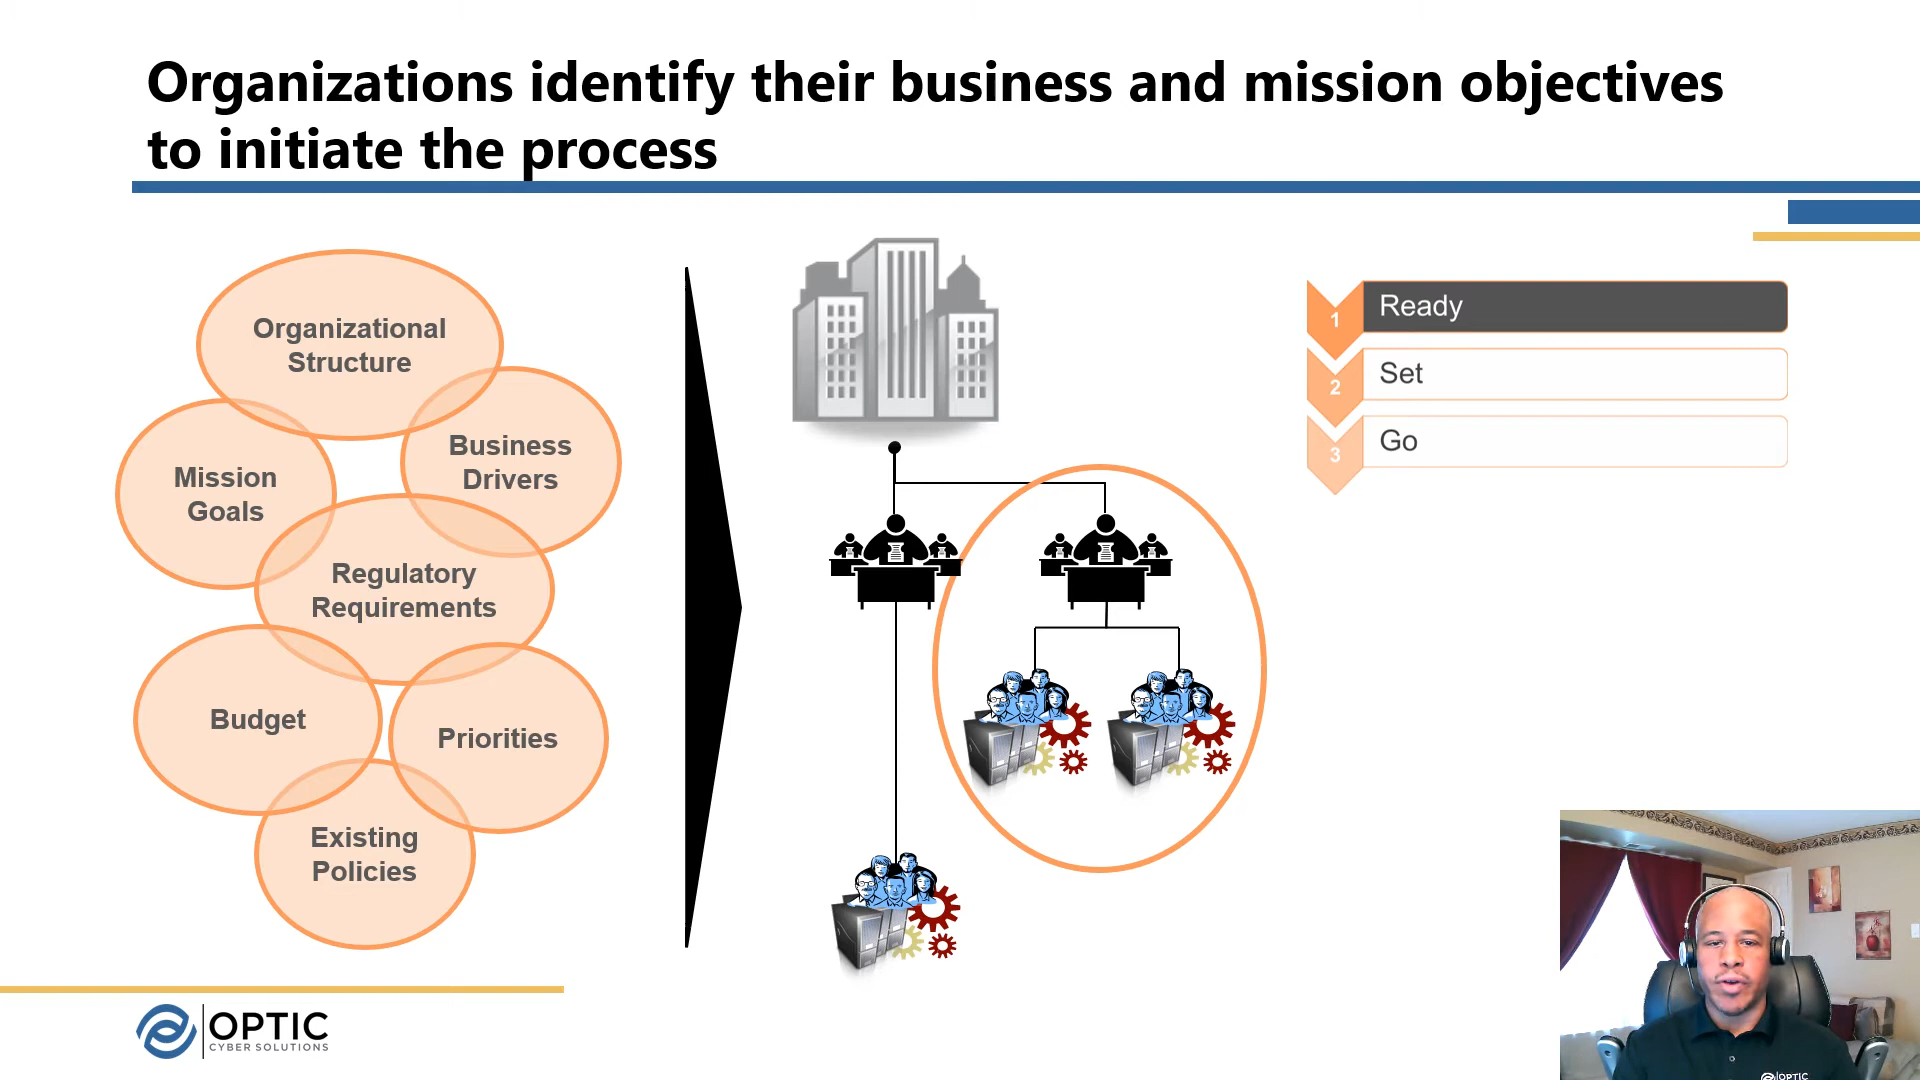 Organizations identify their business and mission objectives
to initiate the process
Organizational
Structure
Business
Drivers
Mission
Goals
Regulatory
Requirements
Budget
Priorities
Existing
Policies
1
Ready
2
Set
3
Go
OPTIC
CYBER SOLUTIONS
OPTIC